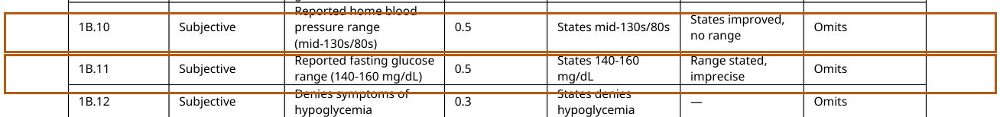 1B.10 Subjective Reported home blood pressure range (mid-130s/80s) 0.5 States mid-130s/80s States improved, no range Omits
1B.11 Subjective Reported fasting glucose range (140-160 mg/dL) 0.5 States 140-160 mg/dL Range stated, imprecise Omits
1B.12 Subjective Denies symptoms of hypoglycemia 0.3 States denies hypoglycemia — Omits